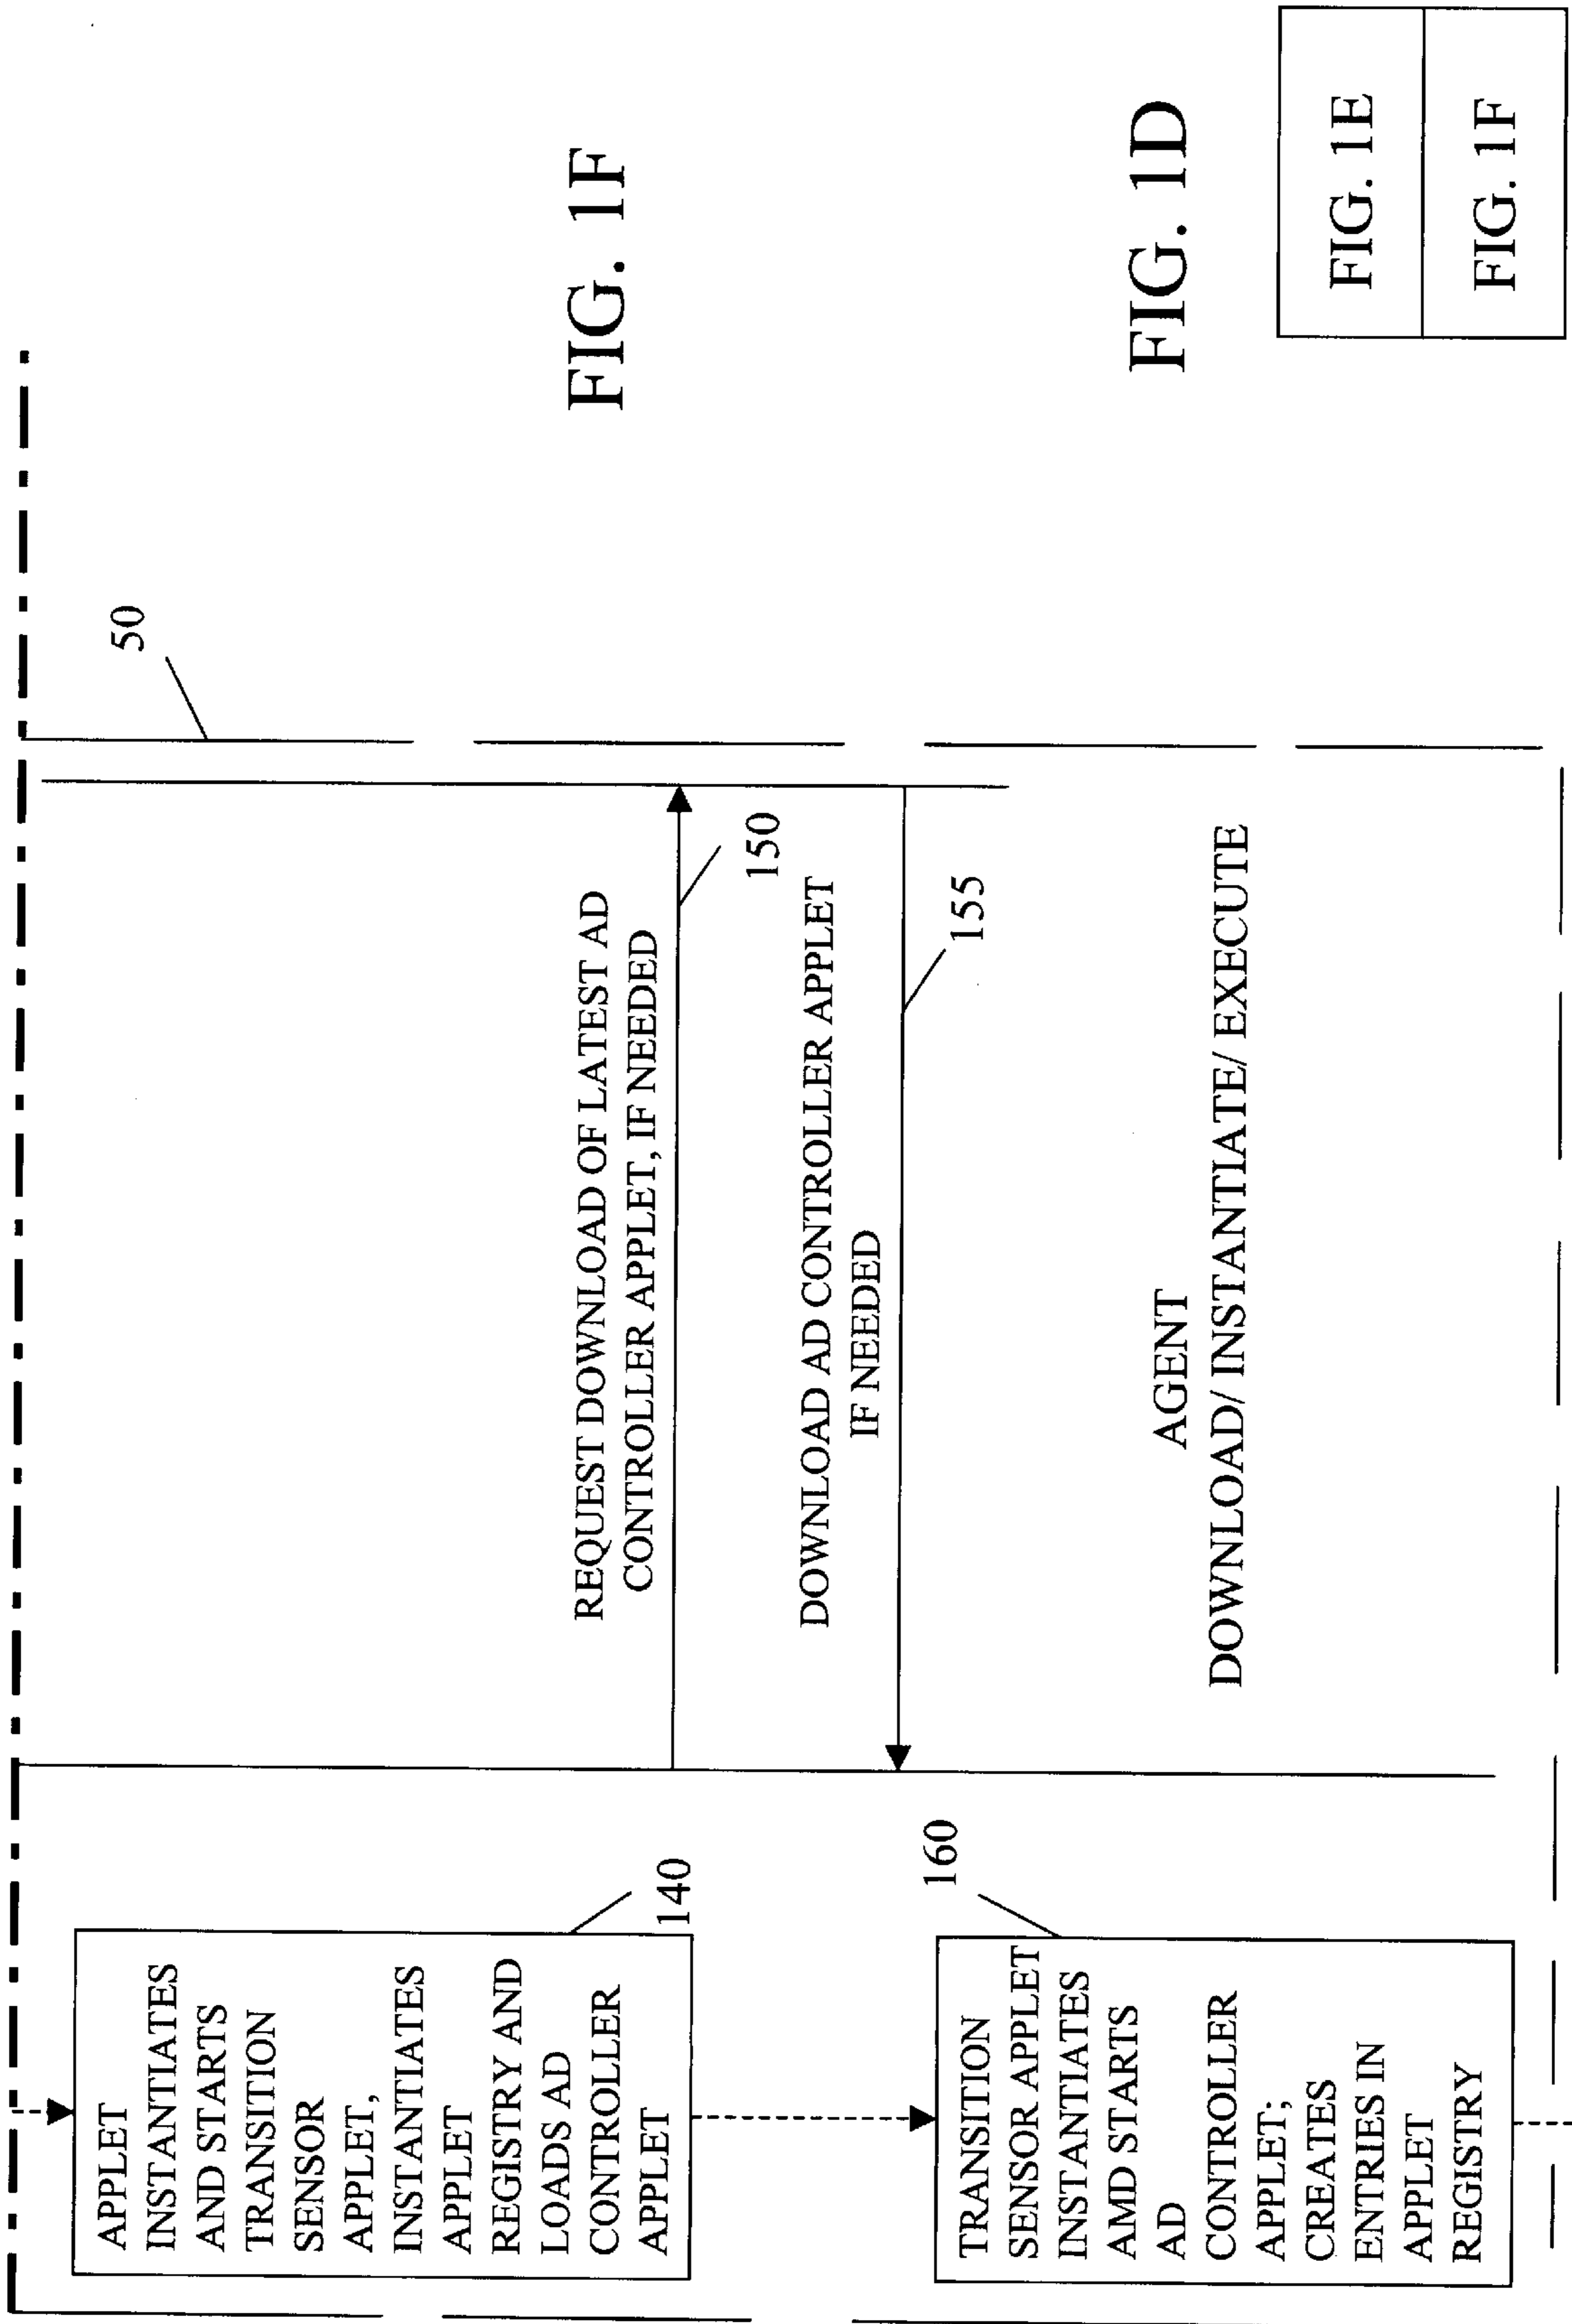 50
APPLET
INSTANTIATES
AND STARTS
TRANSITION
SENSOR
APPLET,
INSTANTIATES
APPLET
REGISTRY AND
LOADS AD
CONTROLLER
APPLET
140
REQUEST DOWNLOAD OF LATEST AD
CONTROLLER APPLET, IF NEEDED
150
DOWNLOAD AD CONTROLLER APPLET
IF NEEDED
155
160
TRANSITION
SENSOR APPLET
INSTANTIATES
AMD STARTS
AD
CONTROLLER
APPLET;
CREATES
ENTRIES IN
APPLET
REGISTRY
AGENT
DOWNLOAD/ INSTANTIATE/ EXECUTE
FIG. 1F
FIG. 1D
FIG. 1E
FIG. 1F